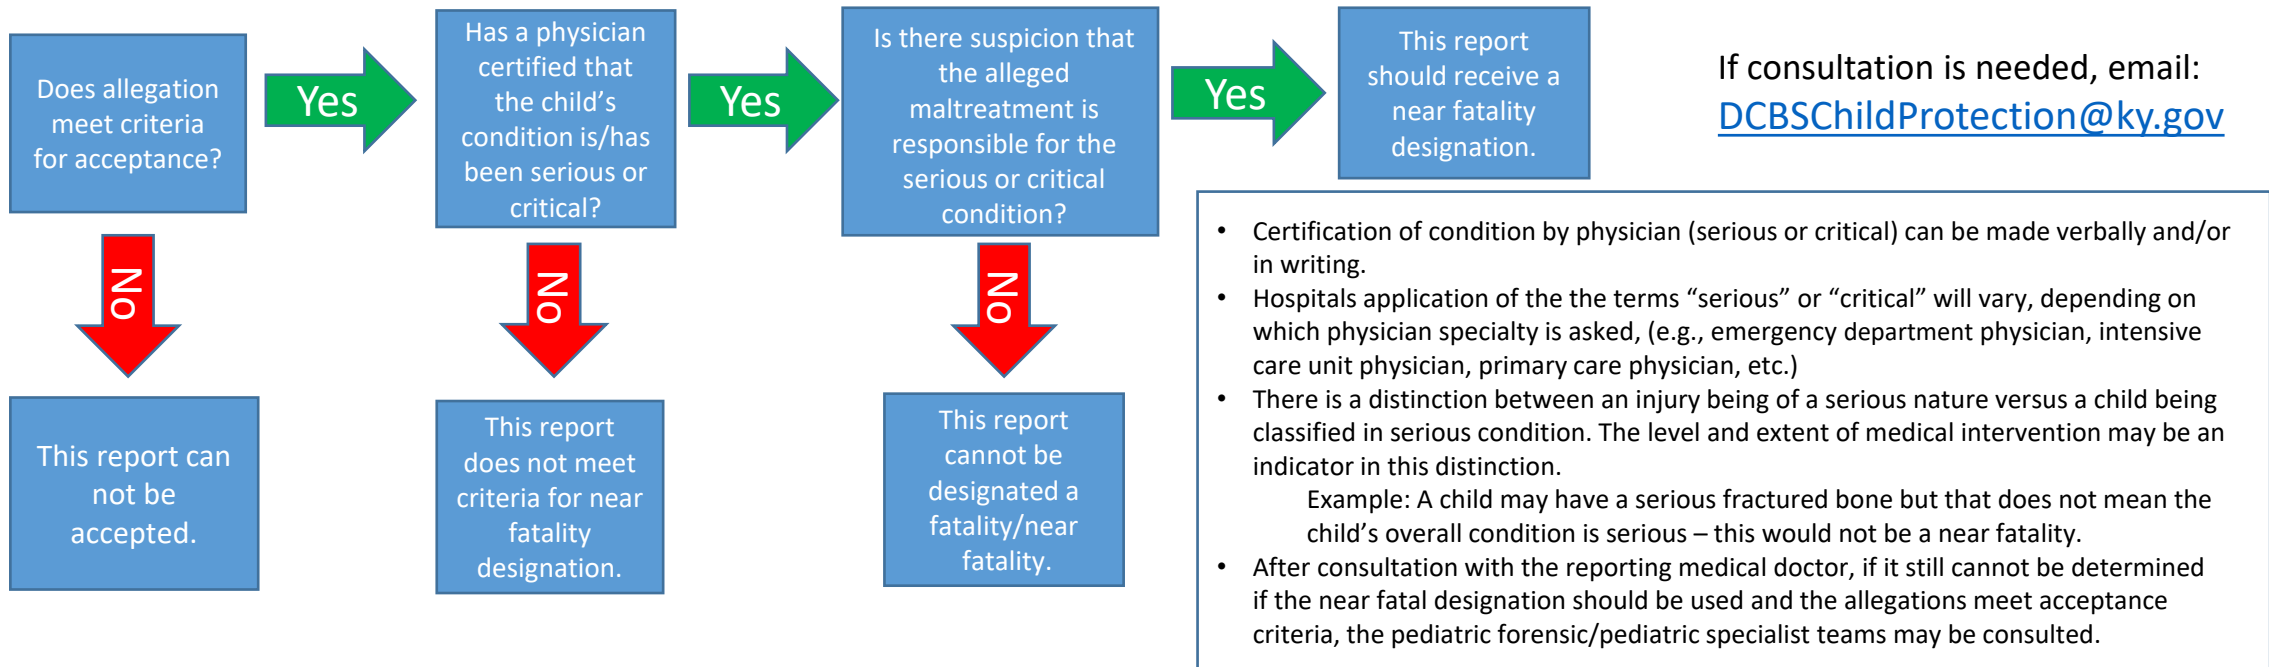 Does allegation
meet criteria
for acceptance?
Yes
Has a physician
certified that
the child’s
condition is/has
been serious or
critical?
Yes
Is there suspicion that
the alleged
maltreatment is
responsible for the
serious or critical
condition?
Yes
This report
should receive a
near fatality
designation.
If consultation is needed, email:
DCBSChildProtection@ky.gov
No
No
No
This report can
not be
accepted.
This report
does not meet
criteria for near
fatality
designation.
This report
cannot be
designated a
fatality/near
fatality.
• Certification of condition by physician (serious or critical) can be made verbally and/or
in writing.
• Hospitals application of the the terms “serious” or “critical” will vary, depending on
which physician specialty is asked, (e.g., emergency department physician, intensive
care unit physician, primary care physician, etc.)
• There is a distinction between an injury being of a serious nature versus a child being
classified in serious condition. The level and extent of medical intervention may be an
indicator in this distinction.
Example: A child may have a serious fractured bone but that does not mean the
child’s overall condition is serious – this would not be a near fatality.
• After consultation with the reporting medical doctor, if it still cannot be determined
if the near fatal designation should be used and the allegations meet acceptance
criteria, the pediatric forensic/pediatric specialist teams may be consulted.